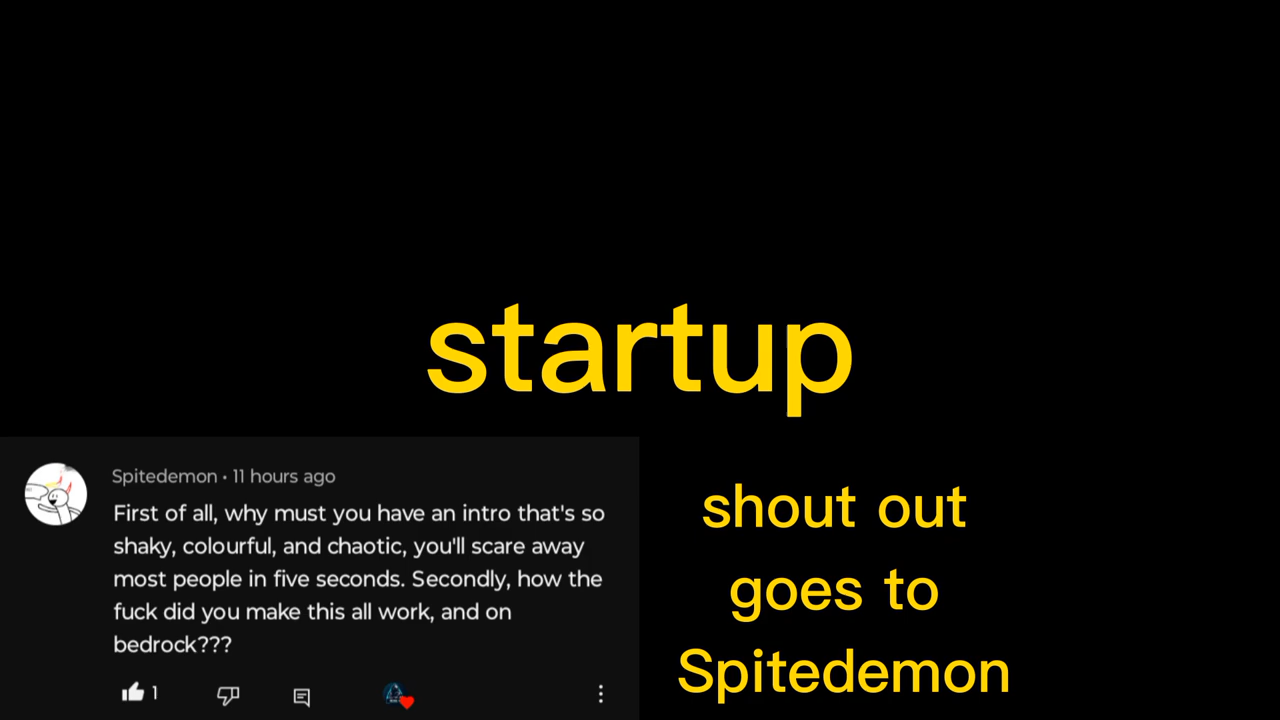 startup
Spitedemon • 11 hours ago
First of all, why must you have an intro that's so
shaky, colourful, and chaotic, you'll scare away
most people in five seconds. Secondly, how the
fuck did you make this all work, and on
bedrock???
1
shout out
goes to
Spitedemon